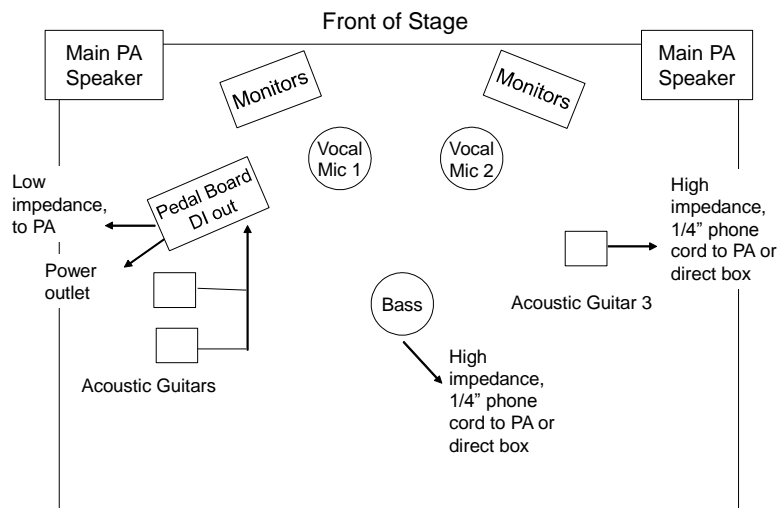 Front of Stage
Main PA
Speaker
Monitors
Monitors
Main PA
Speaker
Vocal
Mic 1
Vocal
Mic 2
Low
impedance,
to PA
Pedal Board
DI out
High
impedance,
1/4” phone
cord to PA or
direct box
Power
outlet
Bass
Acoustic Guitar 3
Acoustic Guitars
High
impedance,
1/4” phone
cord to PA or
direct box